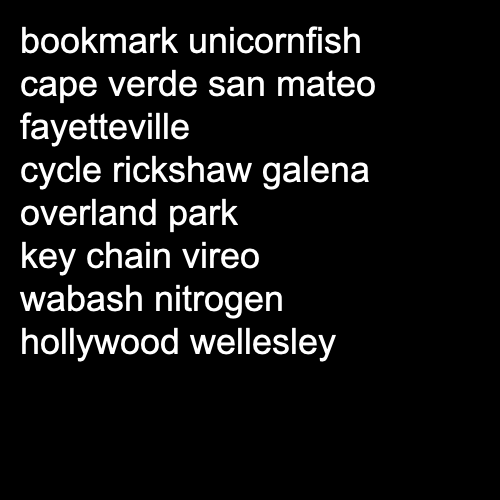 bookmark unicornfish
cape verde san mateo
fayetteville
cycle rickshaw galena
overland park
key chain vireo
wabash nitrogen
hollywood wellesley